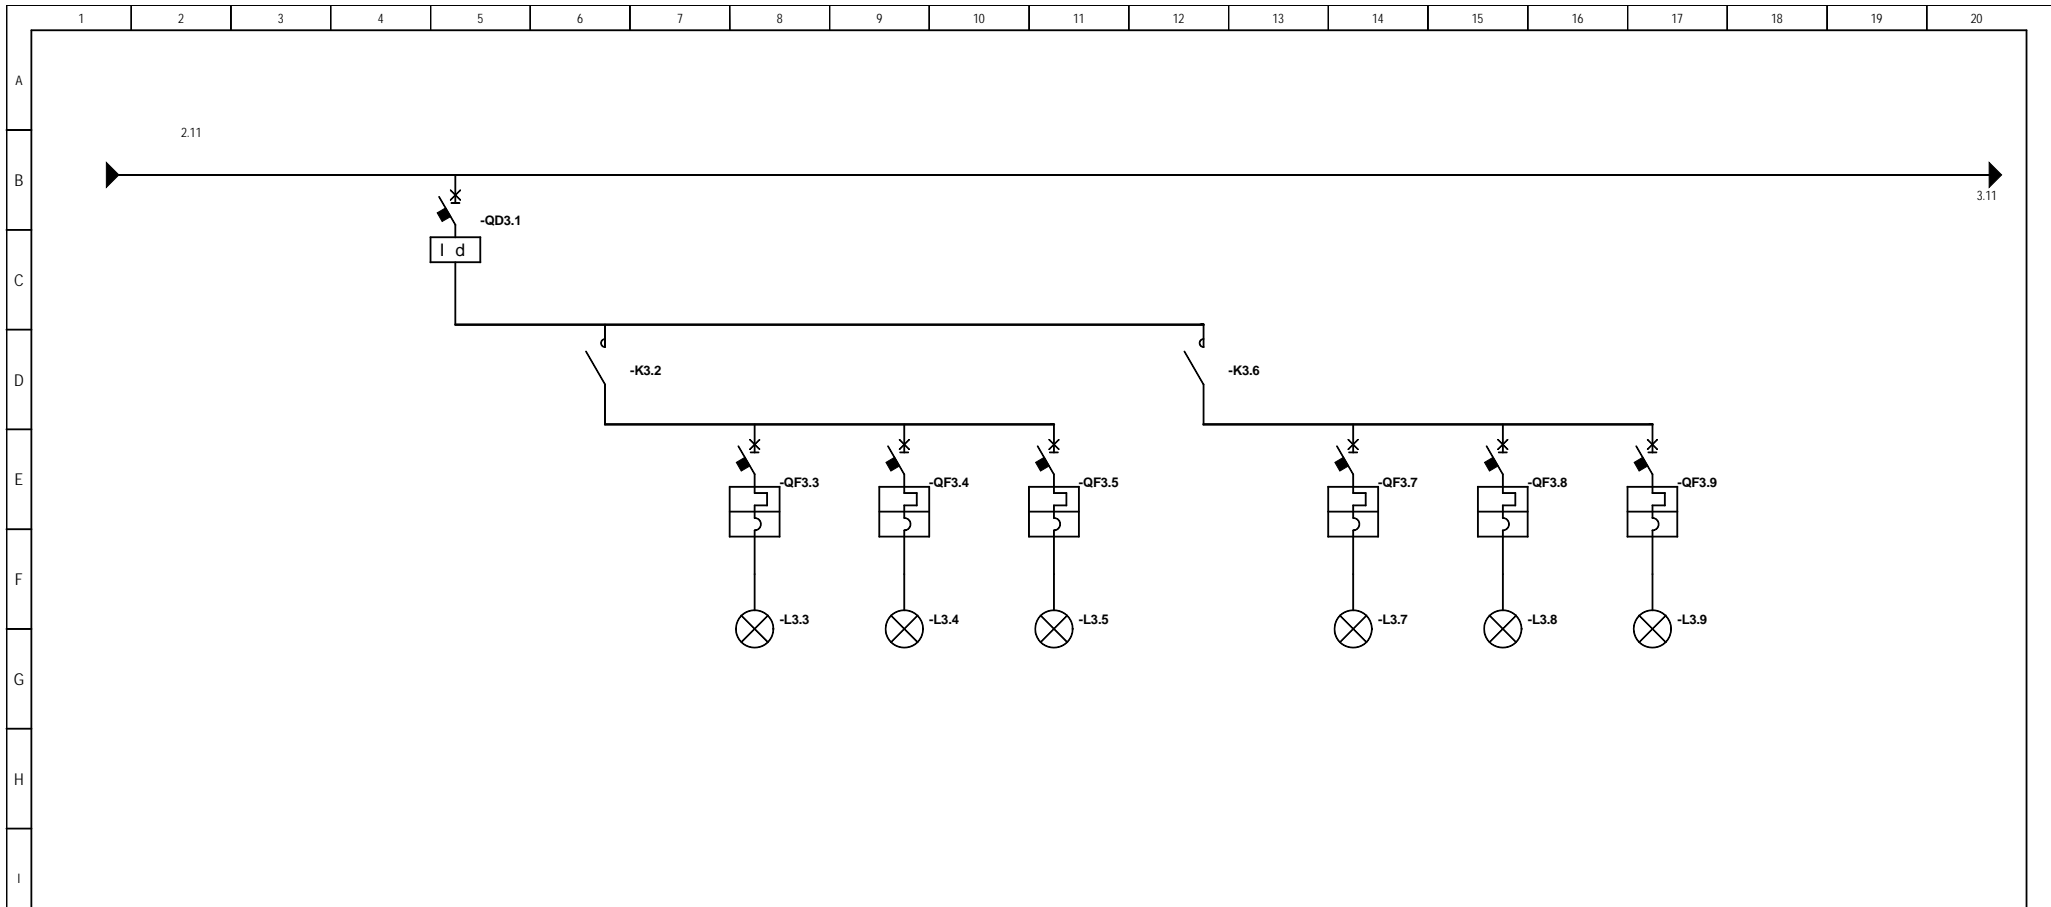 1 2 3 4 5 6 7 8 9 10 11 12 13 14 15 16 17 18 19 20
A
2.11
B
3.11
-QD3.1
I d
C
-K3.2 -K3.6
D
E
-QF3.3 -QF3.4 -QF3.5 -QF3.7 -QF3.8 -QF3.9
F
-L3.3 -L3.4 -L3.5 -L3.7 -L3.8 -L3.9
G
H
I